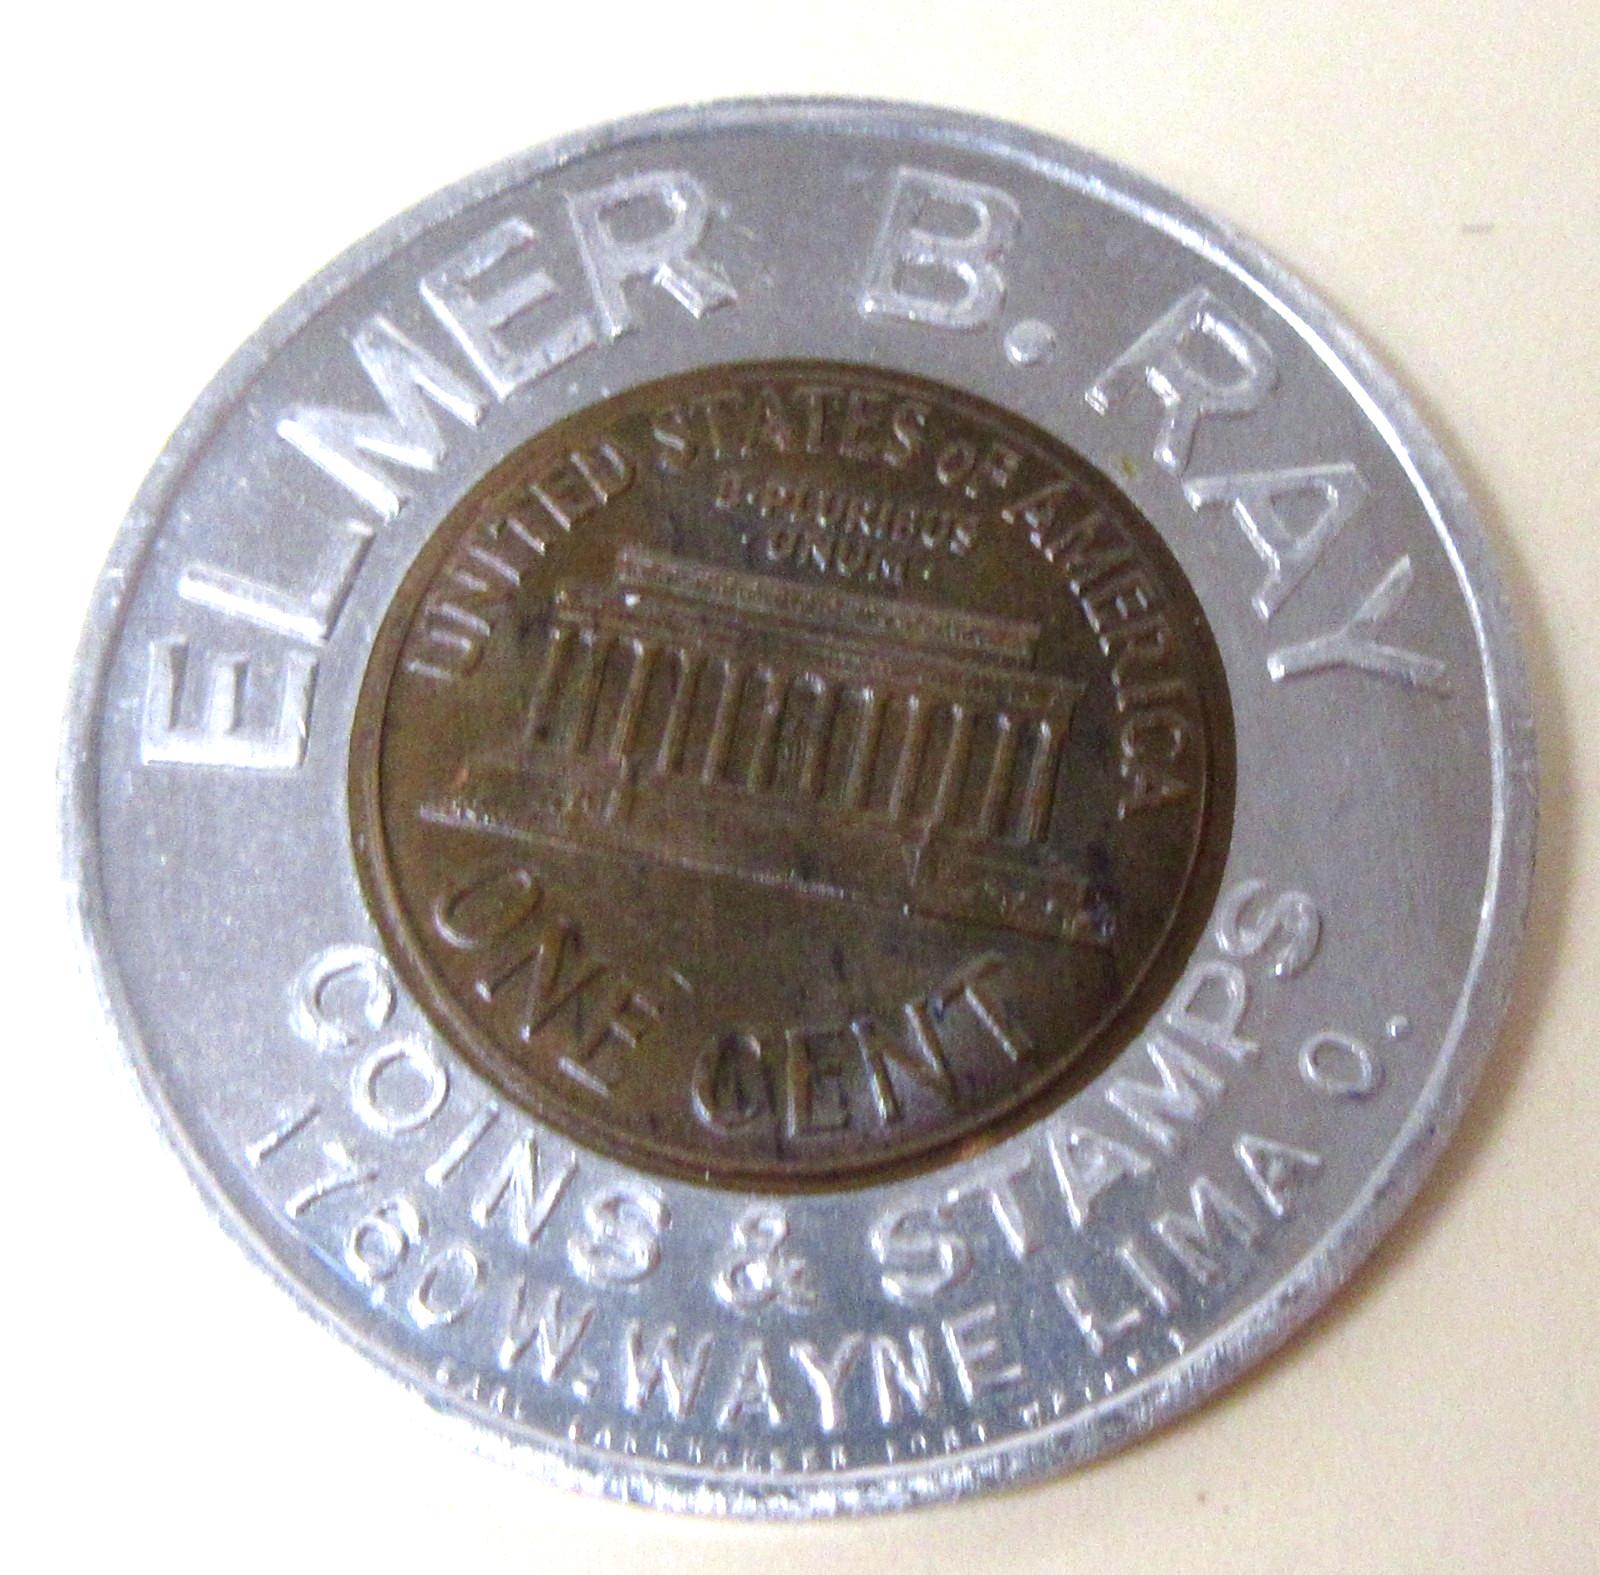 ELMER B. RAY
UNITED STATES OF AMERICA
E·PLURIBUS
·UNUM·
ONE CENT
COINS & STAMPS
1760 W. WAYNE LIMA O.